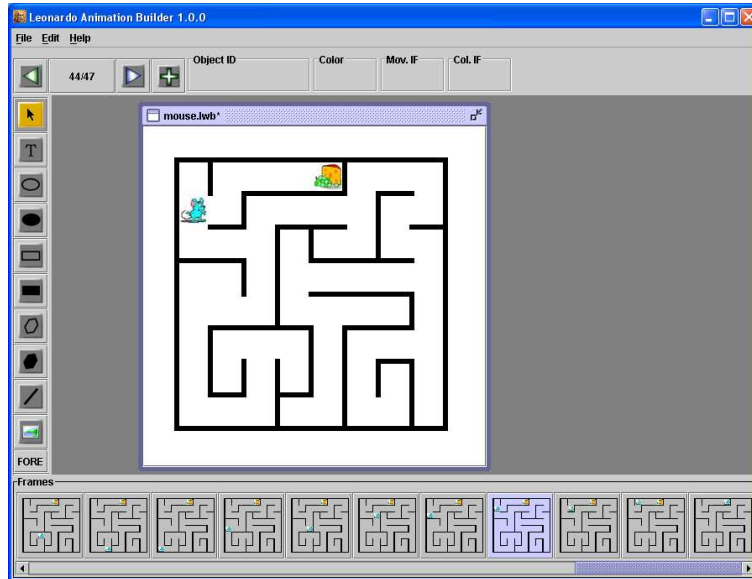 Leonardo Animation Builder 1.0.0
File Edit Help
Object ID Color Mov. IF Col. IF
44/47
mouse.lwb*
T
FORE
Frames